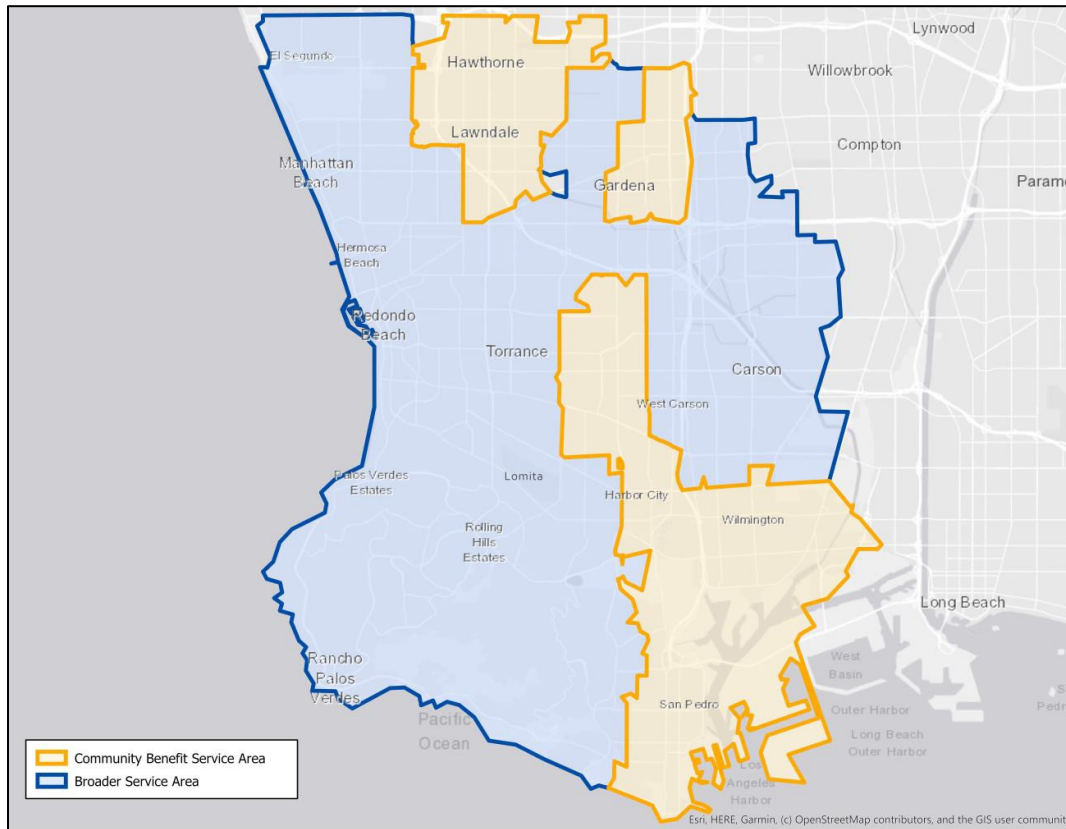 Lynwood
El Segundo
Hawthorne
Willowbrook
Lawndale
Compton
Manhattan
Beach
Gardena
Param
Hermosa
Beach
Redondo
Beach
Torrance
Carson
West Carson
Palos Verdes
Estates
Lomita
Harbor City
Wilmington
Rolling
Hills
Estates
Long Beach
Rancho
Palos
Verdes
West
Basin
San Pedro
S
Pedr
Outer Harbor
Pacific
Ocean
Long Beach
Outer Harbor
Los
Angeles
Harbor
Community Benefit Service Area
Broader Service Area
Esri, HERE, Garmin, (c) OpenStreetMap contributors, and the GIS user communit